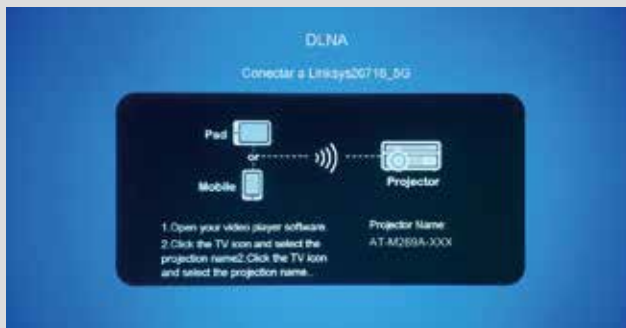 DLNA
Conectar a Linksys20716_5G
Pad
or
Mobile
Projector
1.Open your video player software.
2.Click the TV icon and select the
projection name2.Click the TV icon
and select the projection name..
Projector Name:
AT-M269A-XXX